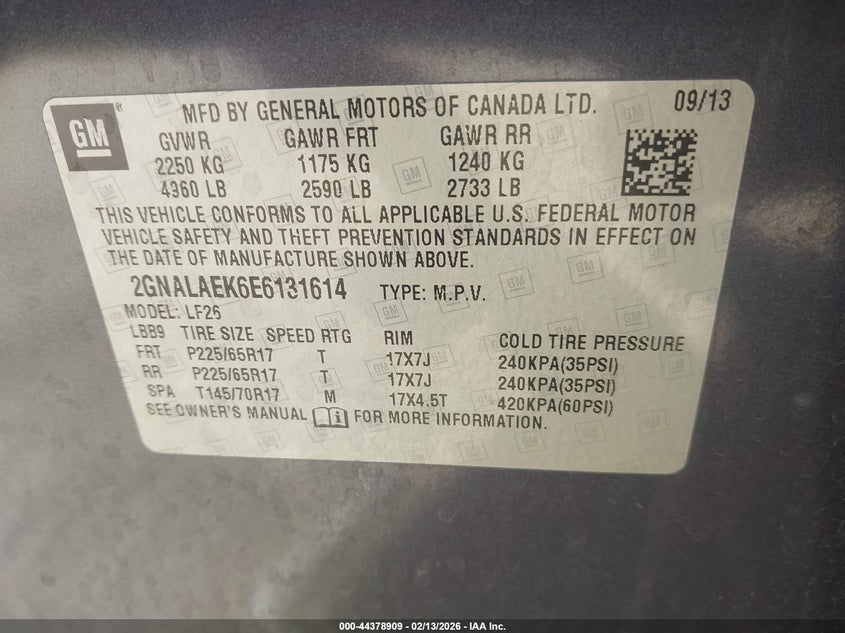 GM ® MFD BY GENERAL MOTORS OF CANADA LTD. 09/13
GVWR GAWR FRT GAWR RR
2250 KG 1175 KG 1240 KG
4960 LB 2590 LB 2733 LB
THIS VEHICLE CONFORMS TO ALL APPLICABLE U.S. FEDERAL MOTOR
VEHICLE SAFETY AND THEFT PREVENTION STANDARDS IN EFFECT ON
THE DATE OF MANUFACTURE SHOWN ABOVE.
2GNALAEK6E6131614 TYPE: M.P.V.
MODEL: LF26
LBB9 TIRE SIZE SPEED RTG RIM COLD TIRE PRESSURE
FRT P225/65R17 T 17X7J 240KPA(35PSI)
RR P225/65R17 T 17X7J 240KPA(35PSI)
SPA T145/70R17 M 17X4.5T 420KPA(60PSI)
SEE OWNER'S MANUAL FOR MORE INFORMATION.
000-44378909 - 02/13/2026 - IAA Inc.